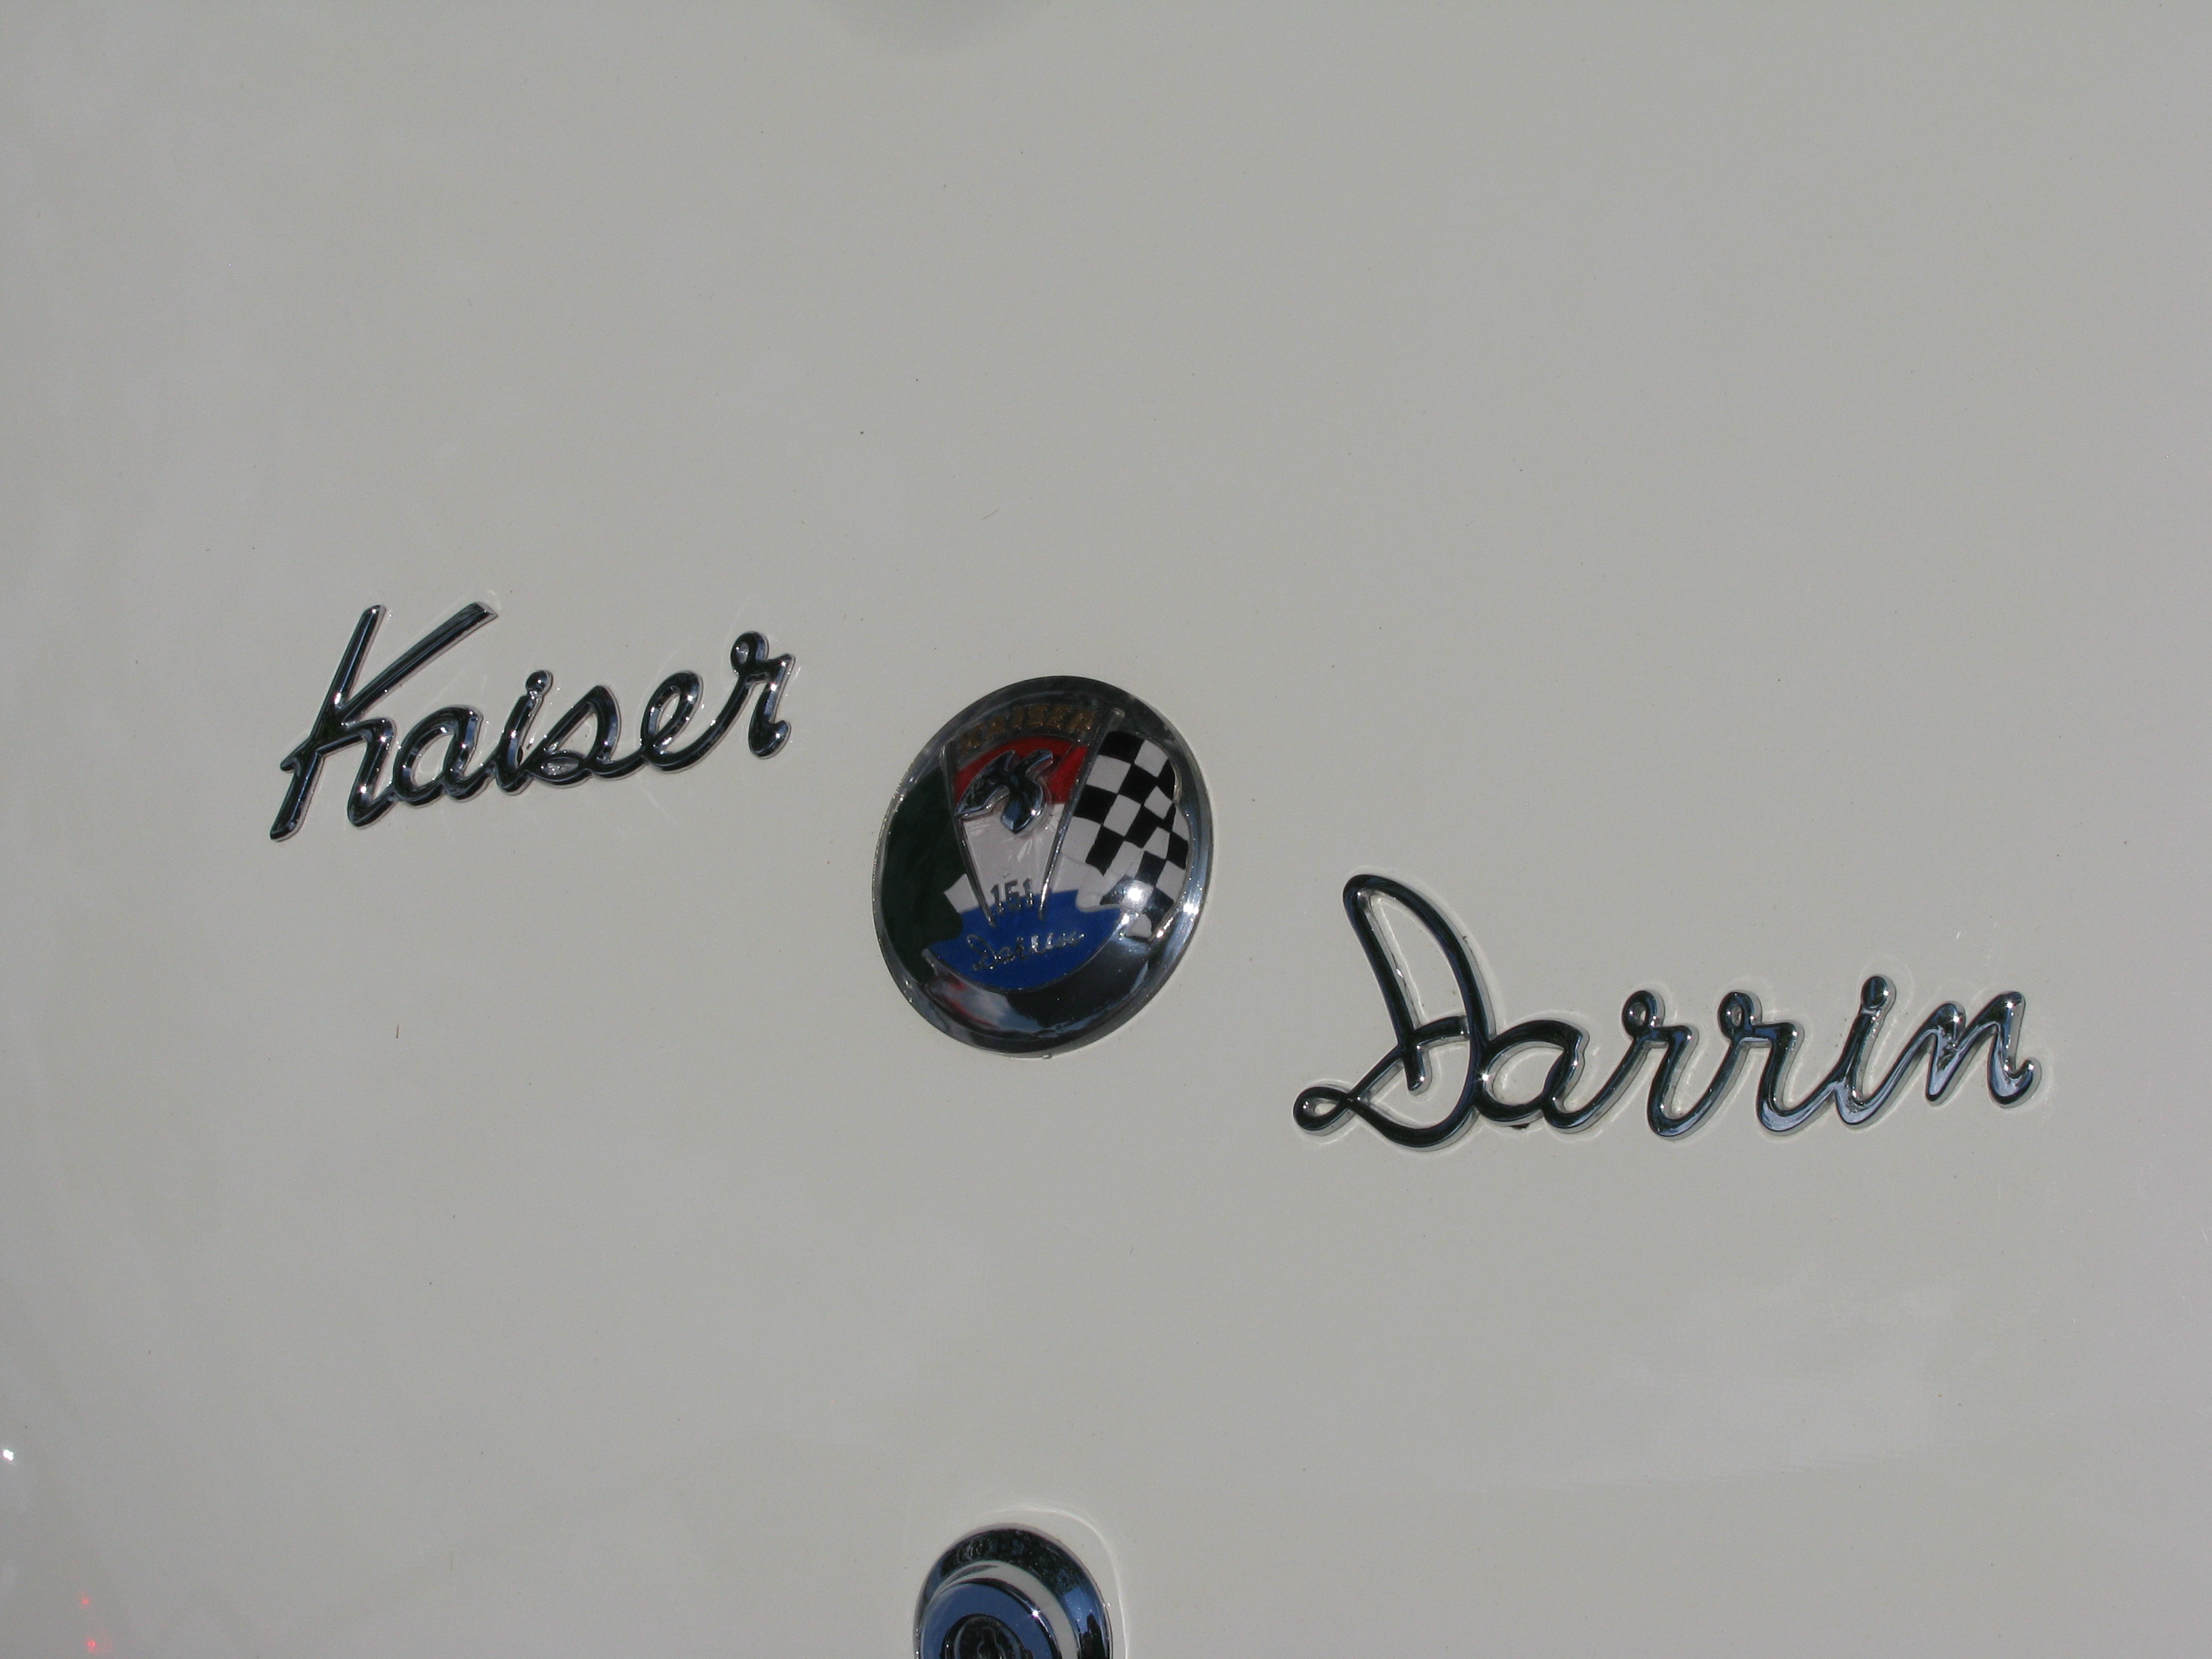 Kaiser
KAISER
161
Darrin
Darrin